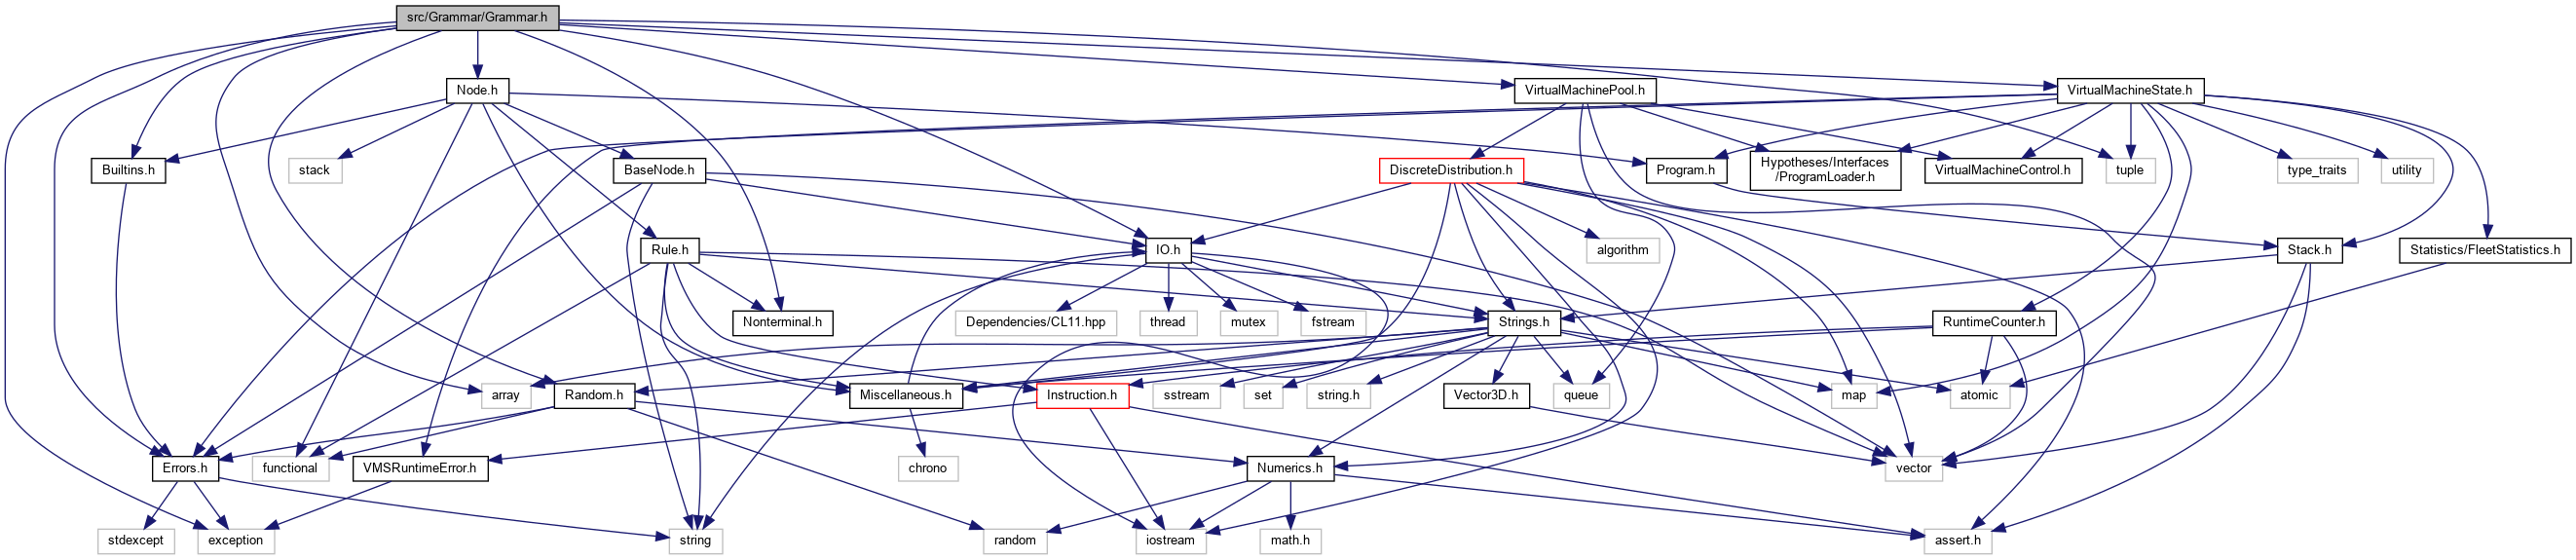 src/Grammar/Grammar.h
Node.h
VirtualMachinePool.h
VirtualMachineState.h
Builtins.h
stack
BaseNode.h
DiscreteDistribution.h
Program.h
Hypotheses/Interfaces
/ProgramLoader.h
VirtualMachineControl.h
tuple
type_traits
utility
Rule.h
IO.h
algorithm
Stack.h
Statistics/FleetStatistics.h
Nonterminal.h
Dependencies/CL11.hpp
thread
mutex
fstream
Strings.h
RuntimeCounter.h
array
Random.h
Miscellaneous.h
Instruction.h
sstream
set
string.h
Vector3D.h
queue
map
atomic
Errors.h
functional
VMSRuntimeError.h
chrono
Numerics.h
vector
stdexcept
exception
string
random
iostream
math.h
assert.h